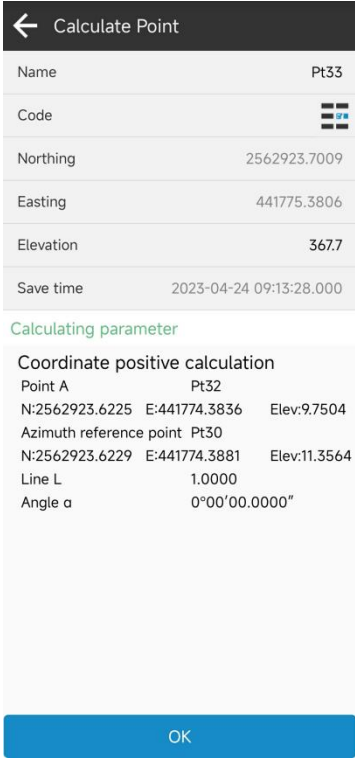 Calculate Point
Name Pt33
Code
Northing 2562923.7009
Easting 441775.3806
Elevation 367.7
Save time 2023-04-24 09:13:28.000
Calculating parameter
Coordinate positive calculation
Point A Pt32
N:2562923.6225 E:441774.3836 Elev:9.7504
Azimuth reference point Pt30
N:2562923.6229 E:441774.3881 Elev:11.3564
Line L 1.0000
Angle α 0°00′00.0000″
OK